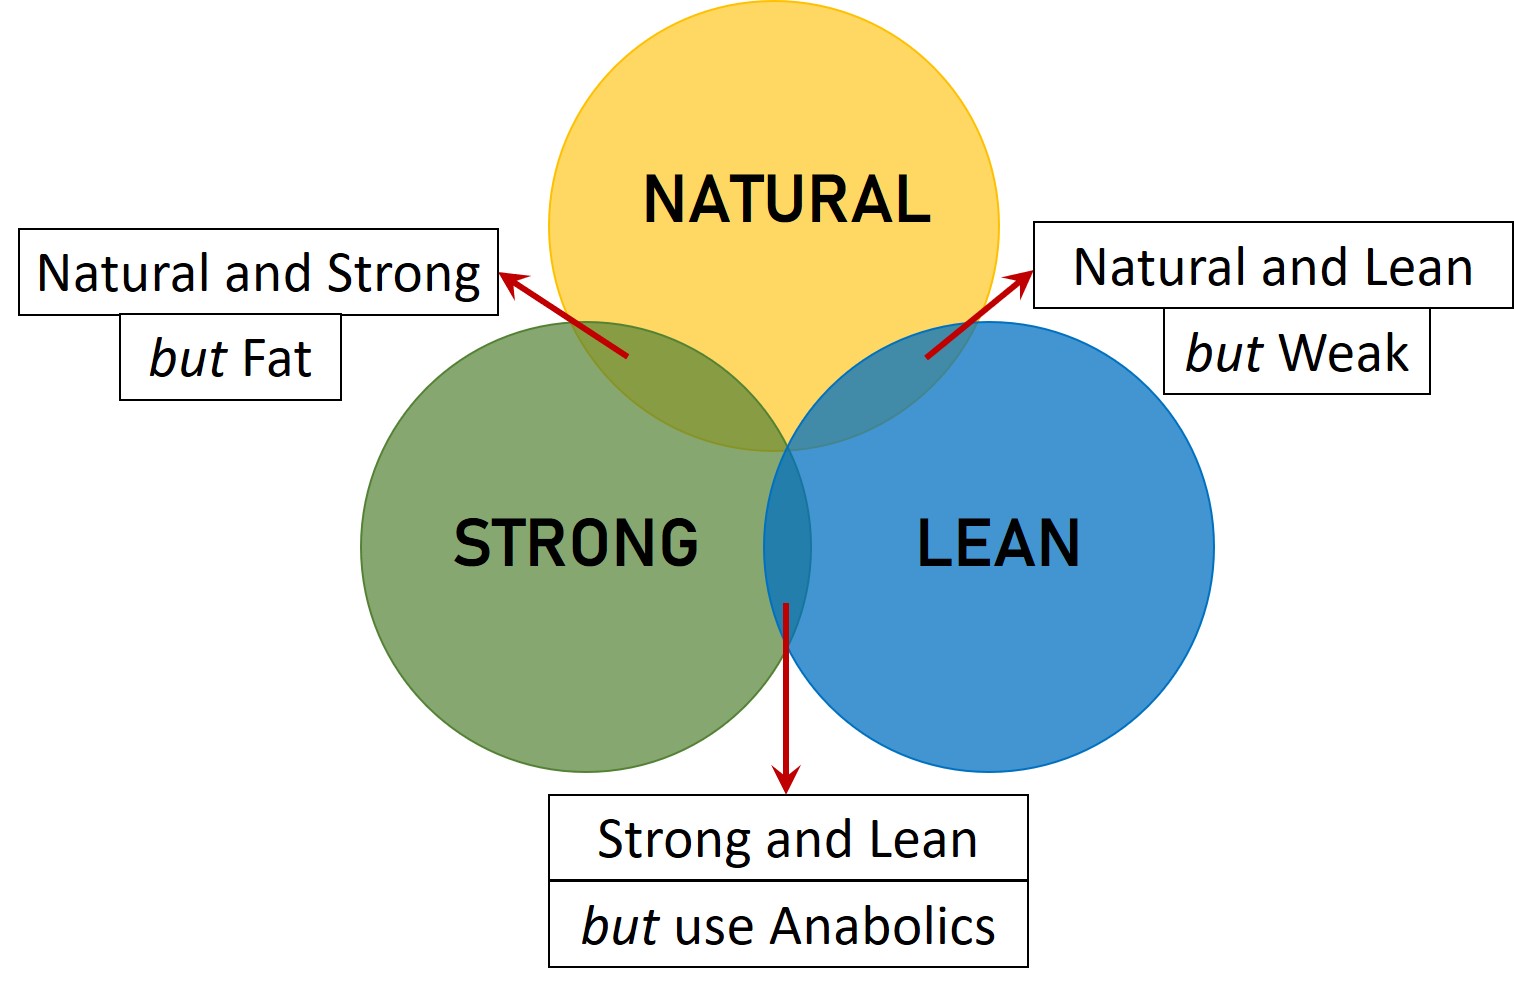 NATURAL
Natural and Strong
but Fat
Natural and Lean
but Weak
STRONG
LEAN
Strong and Lean
but use Anabolics